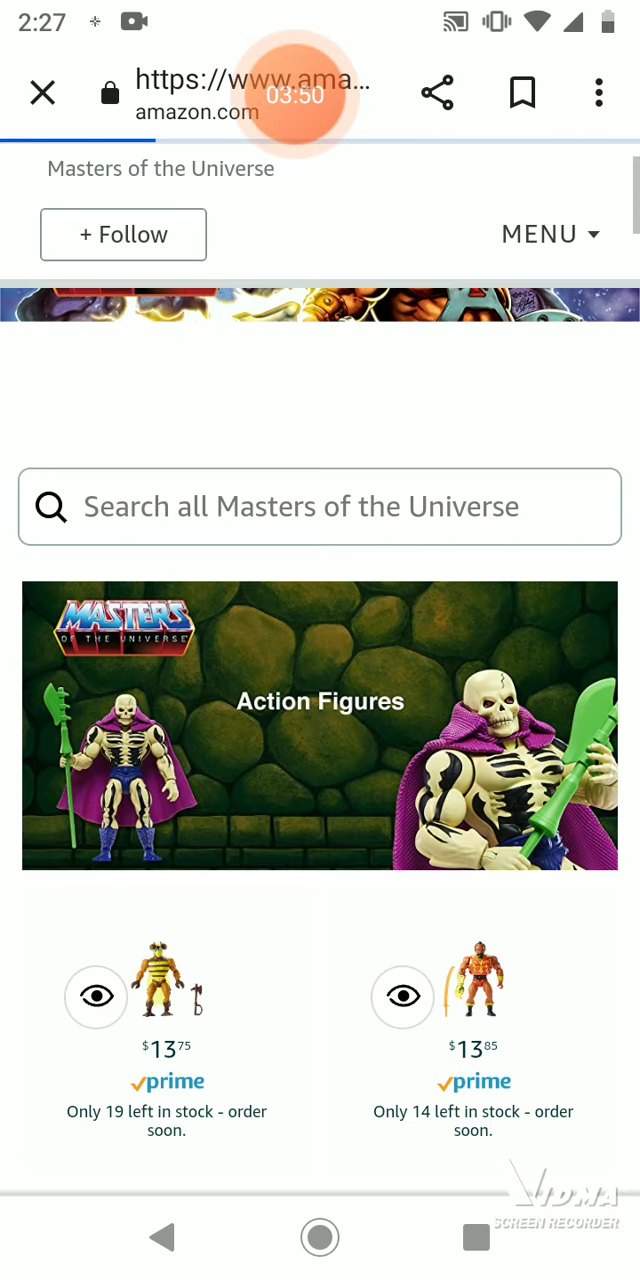 2:27
https://www.ama...
03:50
amazon.com
Masters of the Universe
+ Follow
MENU
Search all Masters of the Universe
MASTERS
OF THE UNIVERSE
Action Figures
$13 75
$13 85
prime
prime
Only 19 left in stock - order
soon.
Only 14 left in stock - order
soon.
VIDMA
SCREEN RECORDER